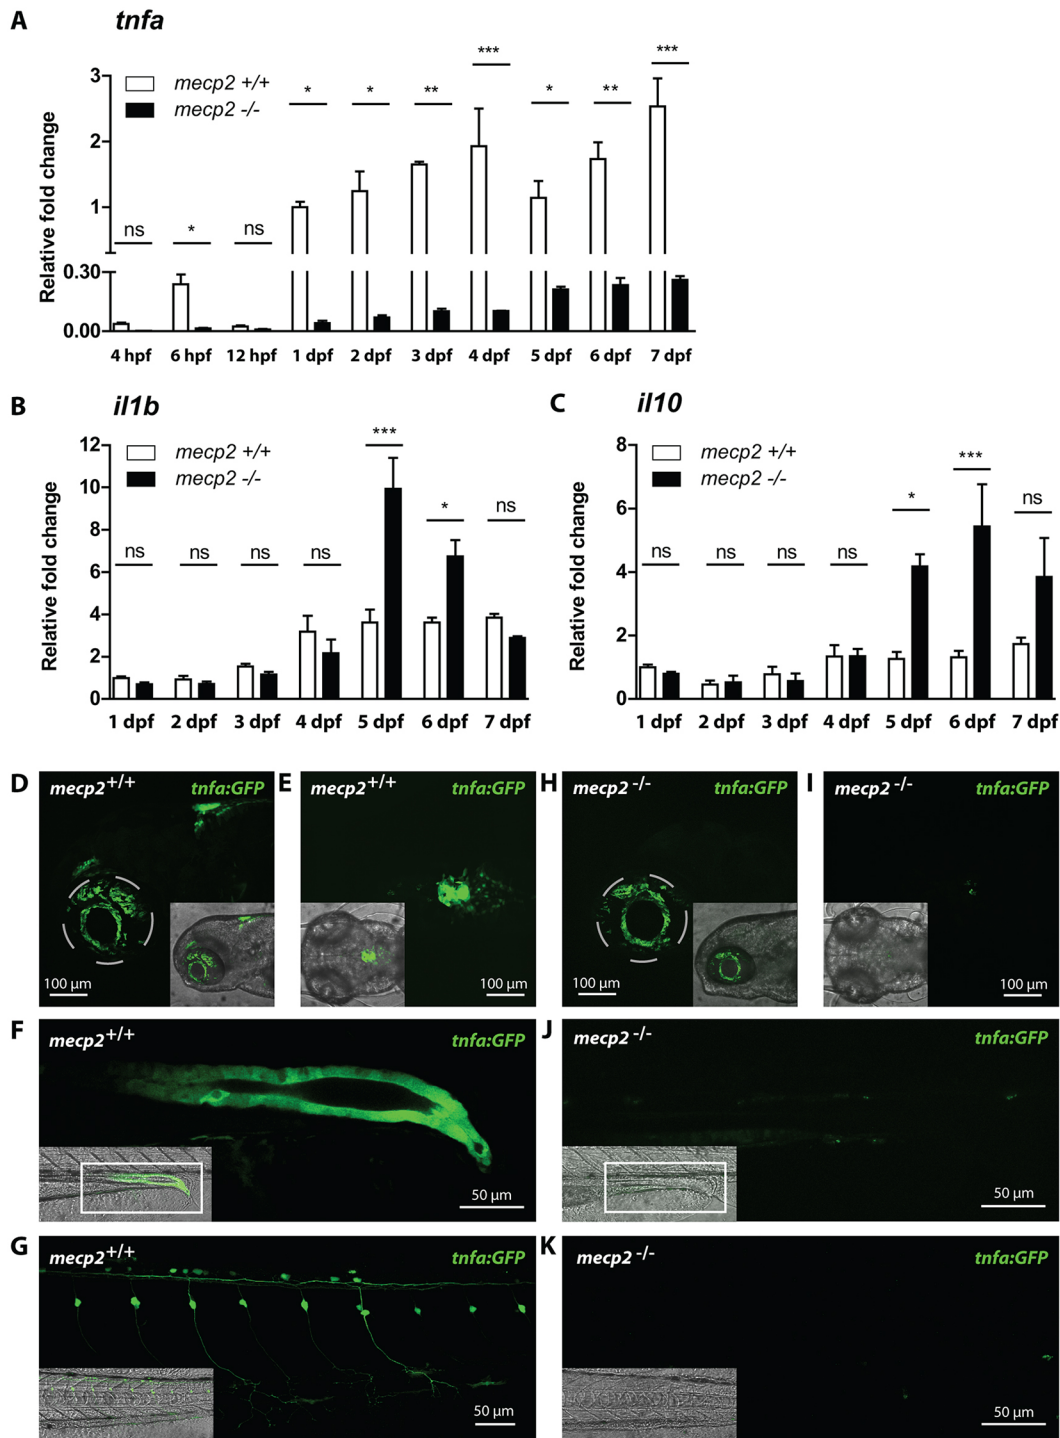 A tnfa
mecp2 +/+
mecp2 -/-
Relative fold change
3
2
1
0.30
0.00
ns * ns * * ** *** * ** ***
4 hpf 6 hpf 12 hpf 1 dpf 2 dpf 3 dpf 4 dpf 5 dpf 6 dpf 7 dpf
B il1b
mecp2 +/+
mecp2 -/-
Relative fold change
12
10
8
6
4
2
0
ns ns ns ns *** * ns
1 dpf 2 dpf 3 dpf 4 dpf 5 dpf 6 dpf 7 dpf
C il10
mecp2 +/+
mecp2 -/-
Relative fold change
8
6
4
2
0
ns ns ns ns * *** ns
1 dpf 2 dpf 3 dpf 4 dpf 5 dpf 6 dpf 7 dpf
D mecp2+/+ tnfa:GFP
100 µm
E mecp2+/+ tnfa:GFP
100 µm
H mecp2 -/- tnfa:GFP
100 µm
I mecp2 -/- tnfa:GFP
100 µm
F mecp2+/+ tnfa:GFP
50 µm
J mecp2 -/- tnfa:GFP
50 µm
G mecp2+/+ tnfa:GFP
50 µm
K mecp2 -/- tnfa:GFP
50 µm